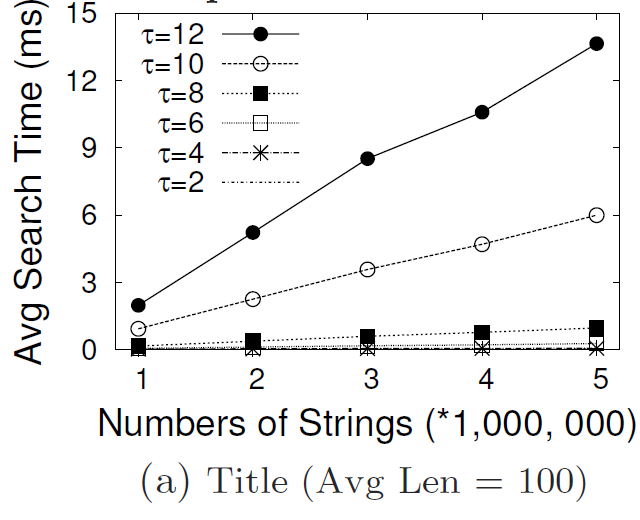 15
12
9
6
3
0
Avg Search Time (ms)
τ=12
τ=10
τ=8
τ=6
τ=4
τ=2
1 2 3 4 5
Numbers of Strings (*1,000, 000)
(a) Title (Avg Len = 100)